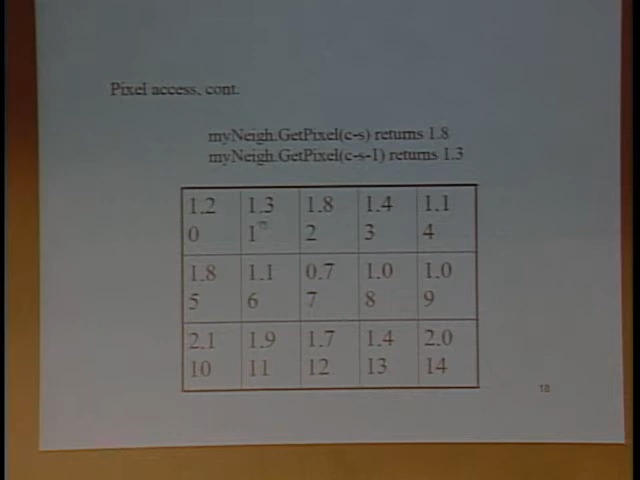 Pixel access, cont.
myNeigh.GetPixel(c-s) returns 1.8
myNeigh.GetPixel(c-s-1) returns 1.3
1.2 1.3 1.8 1.4 1.1
0 1 2 3 4
1.8 1.1 0.7 1.0 1.0
5 6 7 8 9
2.1 1.9 1.7 1.4 2.0
10 11 12 13 14
18